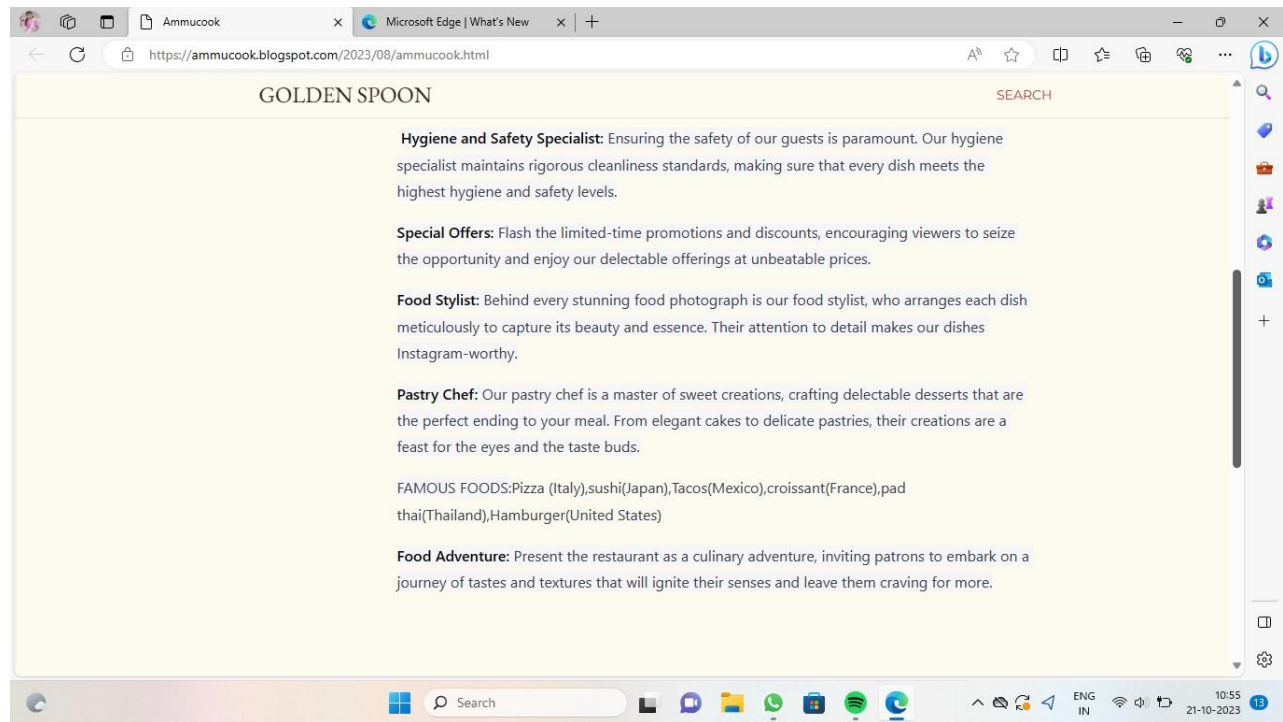 Ammucook
Microsoft Edge | What's New
https://ammucook.blogspot.com/2023/08/ammucook.html
GOLDEN SPOON
SEARCH
Hygiene and Safety Specialist: Ensuring the safety of our guests is paramount. Our hygiene
specialist maintains rigorous cleanliness standards, making sure that every dish meets the
highest hygiene and safety levels.
Special Offers: Flash the limited-time promotions and discounts, encouraging viewers to seize
the opportunity and enjoy our delectable offerings at unbeatable prices.
Food Stylist: Behind every stunning food photograph is our food stylist, who arranges each dish
meticulously to capture its beauty and essence. Their attention to detail makes our dishes
Instagram-worthy.
Pastry Chef: Our pastry chef is a master of sweet creations, crafting delectable desserts that are
the perfect ending to your meal. From elegant cakes to delicate pastries, their creations are a
feast for the eyes and the taste buds.
FAMOUS FOODS:Pizza (Italy),sushi(Japan),Tacos(Mexico),croissant(France),pad
thai(Thailand),Hamburger(United States)
Food Adventure: Present the restaurant as a culinary adventure, inviting patrons to embark on a
journey of tastes and textures that will ignite their senses and leave them craving for more.
Search
ENG
IN
10:55
21-10-2023
13